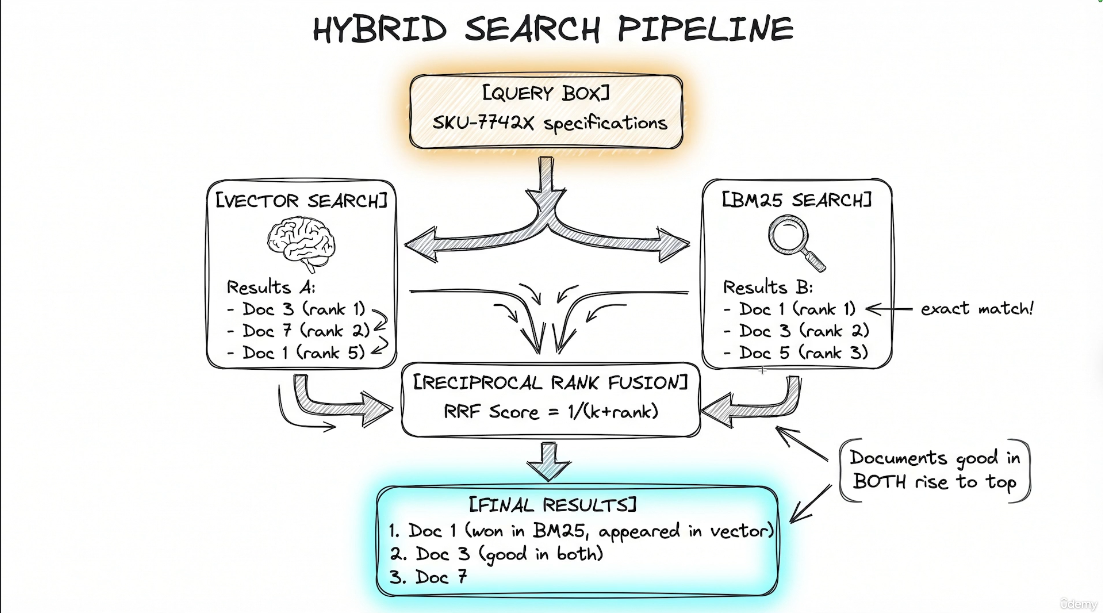 HYBRID SEARCH PIPELINE
[QUERY BOX]
SKU-7742X specifications
[VECTOR SEARCH]
Results A:
- Doc 3 (rank 1)
- Doc 7 (rank 2)
- Doc 1 (rank 5)
[BM25 SEARCH]
Results B:
- Doc 1 (rank 1)
- Doc 3 (rank 2)
- Doc 5 (rank 3)
exact match!
[RECIPROCAL RANK FUSION]
RRF Score = 1/(k+rank)
Documents good in
BOTH rise to top
[FINAL RESULTS]
1. Doc 1 (won in BM25, appeared in vector)
2. Doc 3 (good in both)
3. Doc 7
ûdemy